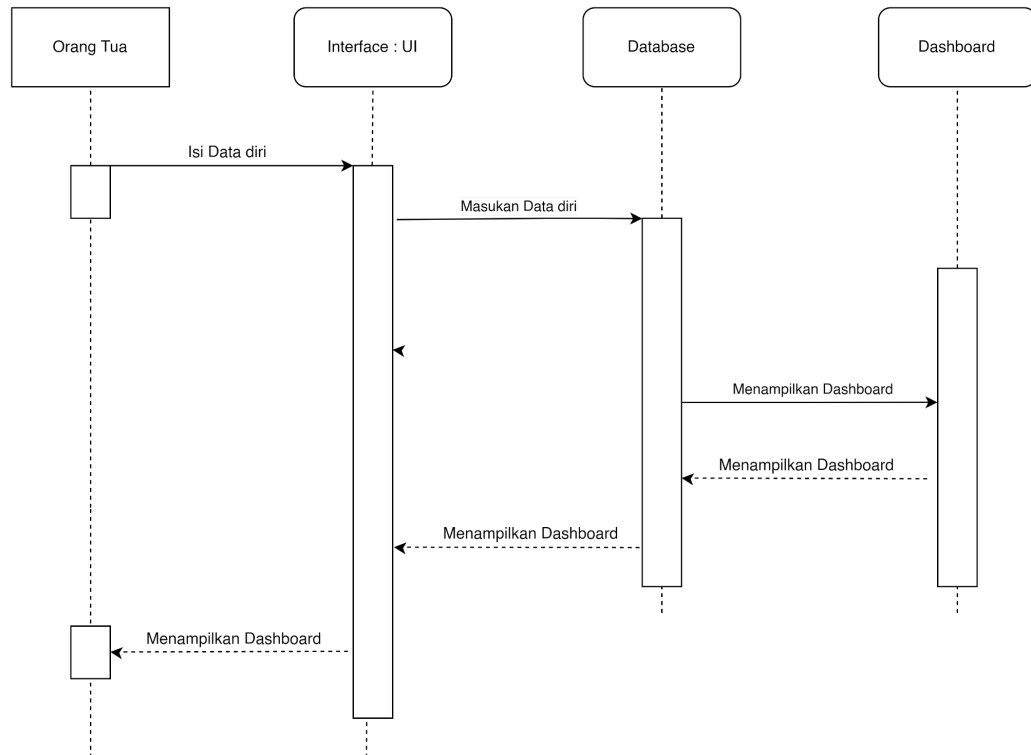 Orang Tua
Interface : UI
Database
Dashboard
Isi Data diri
Masukan Data diri
Menampilkan Dashboard
Menampilkan Dashboard
Menampilkan Dashboard
Menampilkan Dashboard